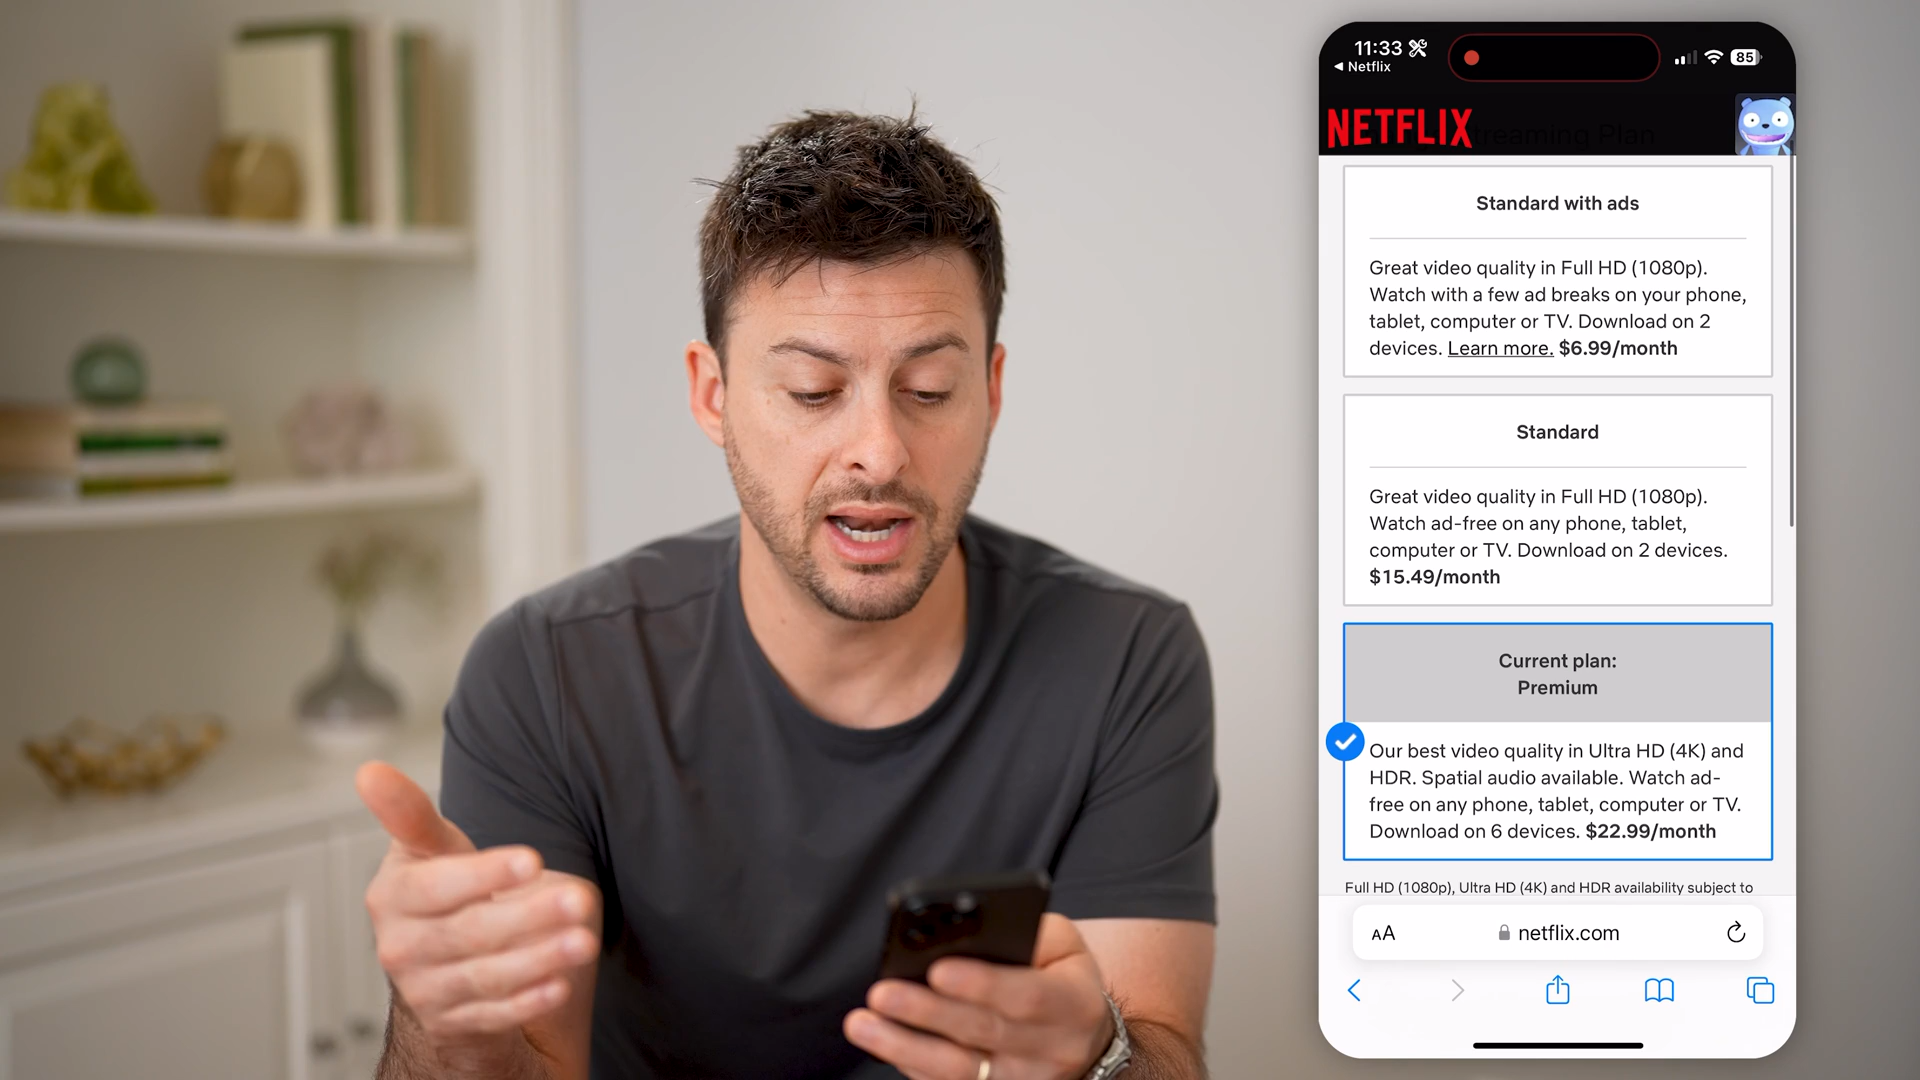 11:33
◀ Netflix
85
NETFLIX
Streaming Plan
Standard with ads
Great video quality in Full HD (1080p).
Watch with a few ad breaks on your phone,
tablet, computer or TV. Download on 2
devices. Learn more. $6.99/month
Standard
Great video quality in Full HD (1080p).
Watch ad-free on any phone, tablet,
computer or TV. Download on 2 devices.
$15.49/month
Current plan:
Premium
Our best video quality in Ultra HD (4K) and
HDR. Spatial audio available. Watch ad-
free on any phone, tablet, computer or TV.
Download on 6 devices. $22.99/month
Full HD (1080p), Ultra HD (4K) and HDR availability subject to
AA
netflix.com